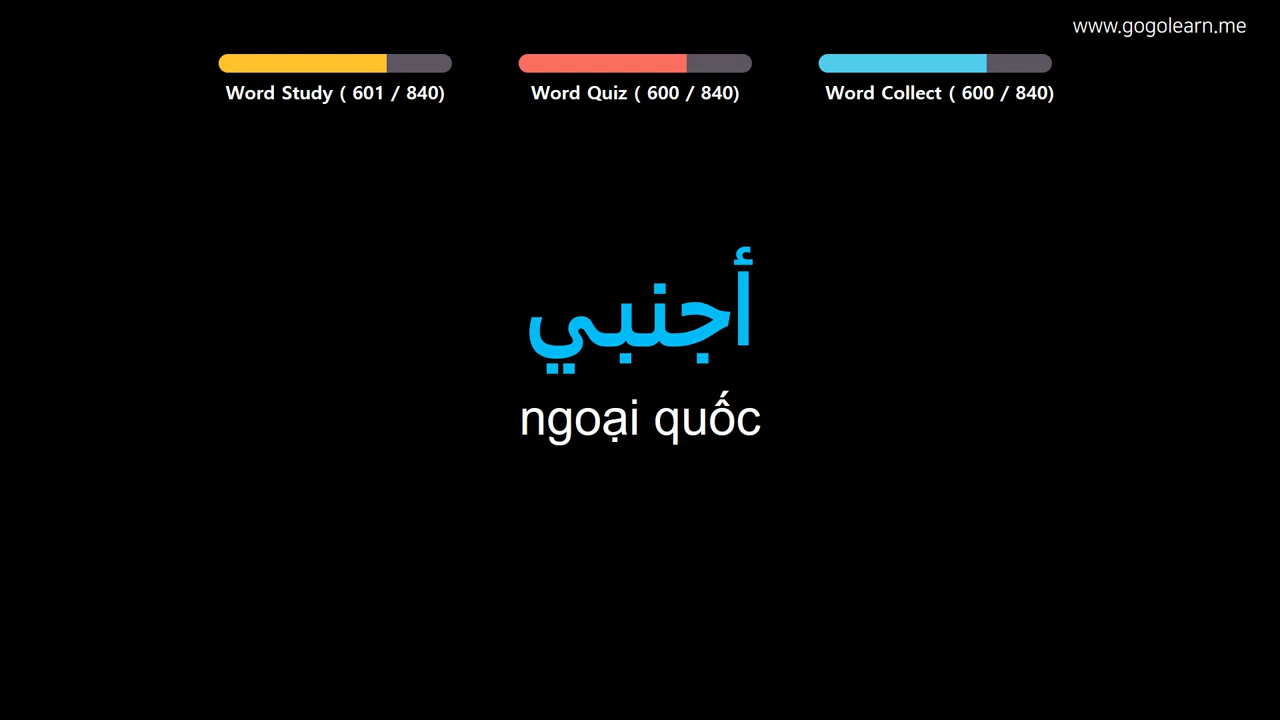 www.gogolearn.me
Word Study ( 601 / 840)
Word Quiz ( 600 / 840)
Word Collect ( 600 / 840)
أجنبي
ngoại quốc